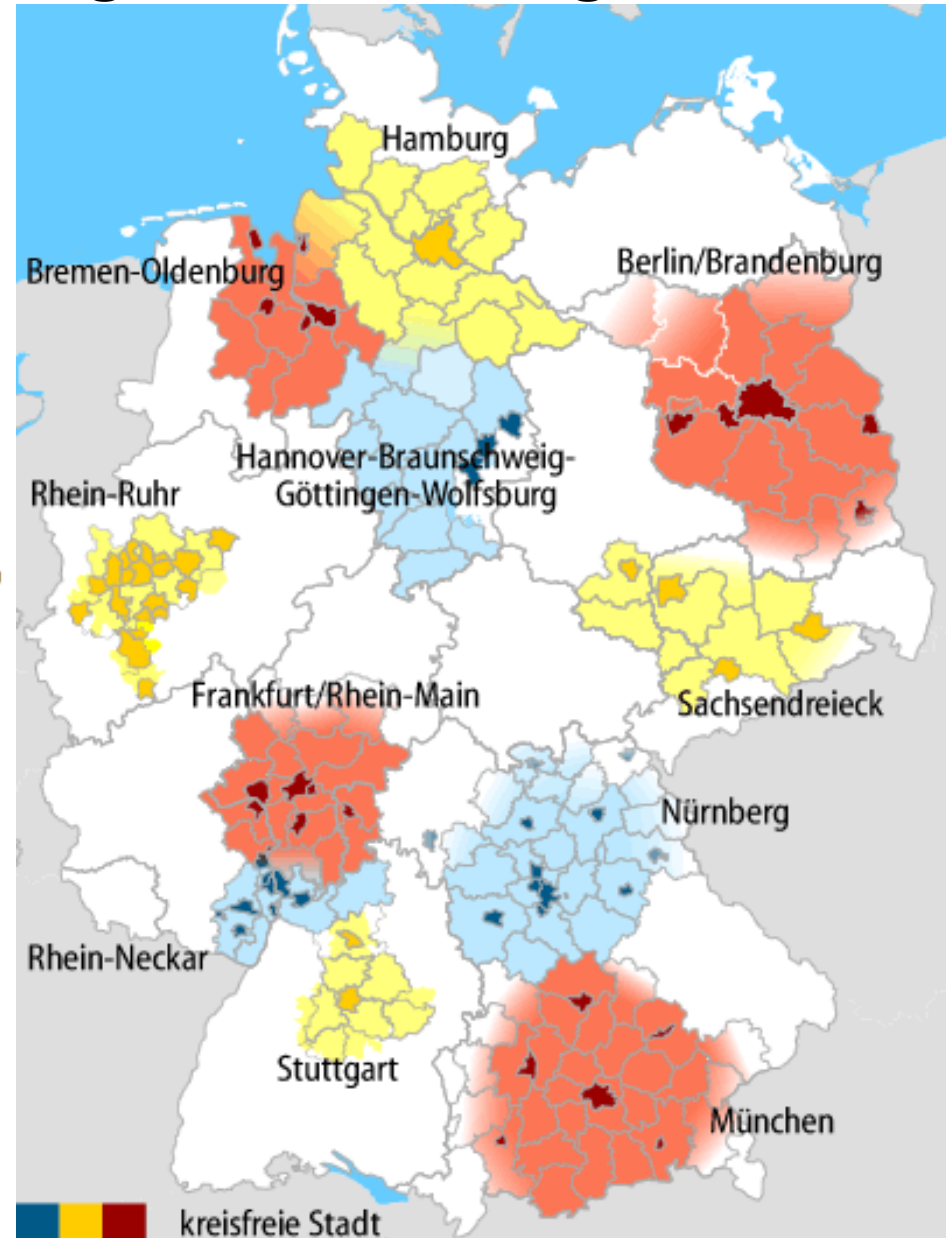 Hamburg
Bremen-Oldenburg
Berlin/Brandenburg
Hannover-Braunschweig-
Göttingen-Wolfsburg
Rhein-Ruhr
Frankfurt/Rhein-Main
Sachsendreieck
Nürnberg
Rhein-Neckar
Stuttgart
München
kreisfreie Stadt